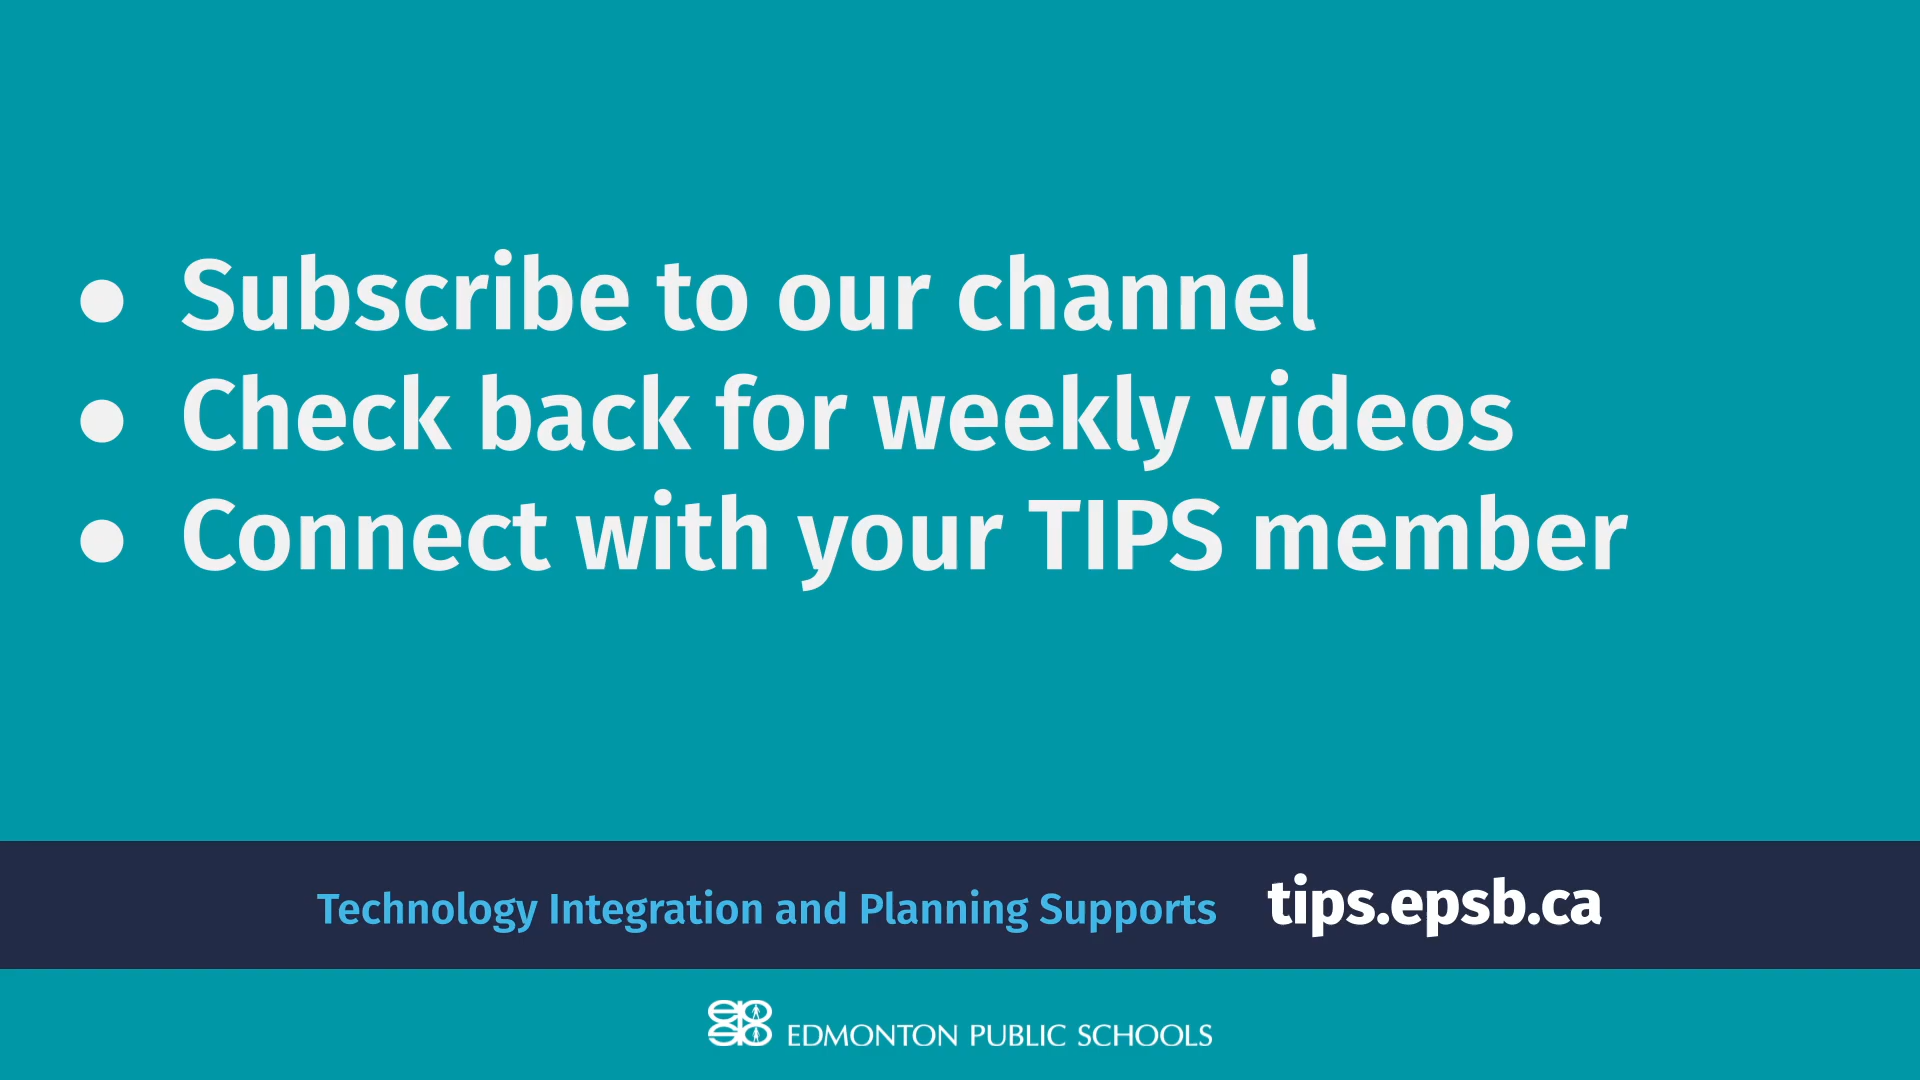 ● Subscribe to our channel
● Check back for weekly videos
● Connect with your TIPS member
Technology Integration and Planning Supports tips.epsb.ca
EDMONTON PUBLIC SCHOOLS